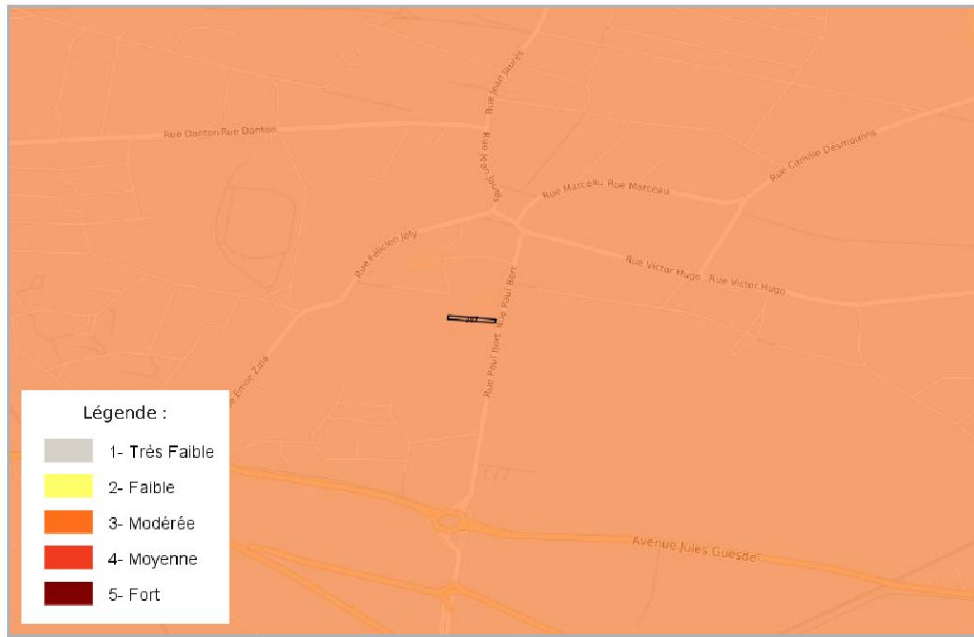 Rue Jean Jaurès
Rue Danton Rue Danton
Rue Jean Jaurès
Rue Camille Desmoulins
Rue Marceau Rue Marceau
Rue Félicien Joly
Rue Victor Hugo Rue Victor Hugo
Rue Paul Bert Rue Paul Bert
Emile Zola
Légende :
1- Très Faible
2- Faible
3- Modérée
4- Moyenne
5- Fort
Avenue Jules Guesde